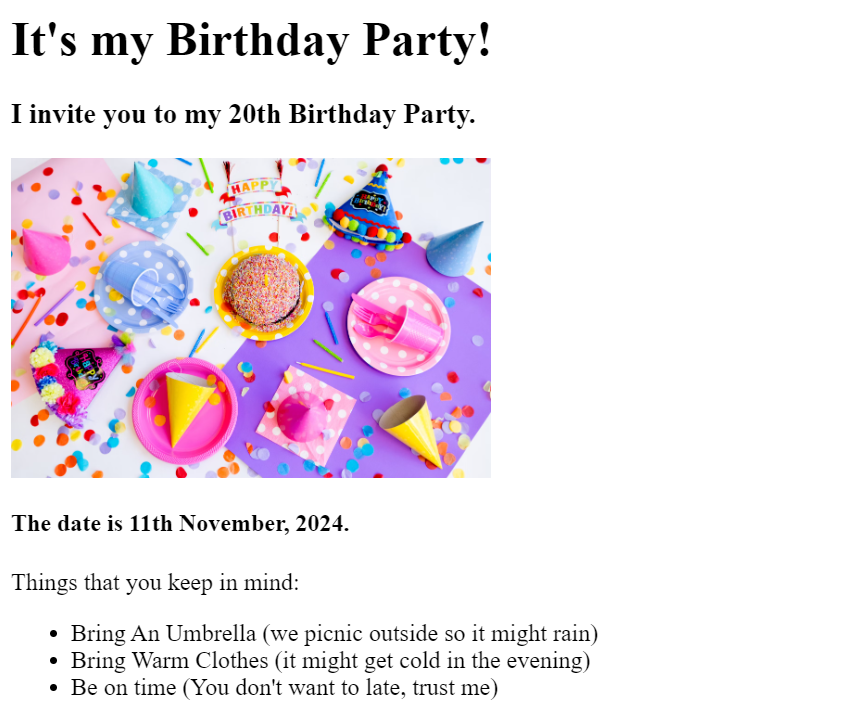 It's my Birthday Party!
I invite you to my 20th Birthday Party.
HAPPY
BIRTHDAY!
The date is 11th November, 2024.
Things that you keep in mind:
• Bring An Umbrella (we picnic outside so it might rain)
• Bring Warm Clothes (it might get cold in the evening)
• Be on time (You don't want to late, trust me)